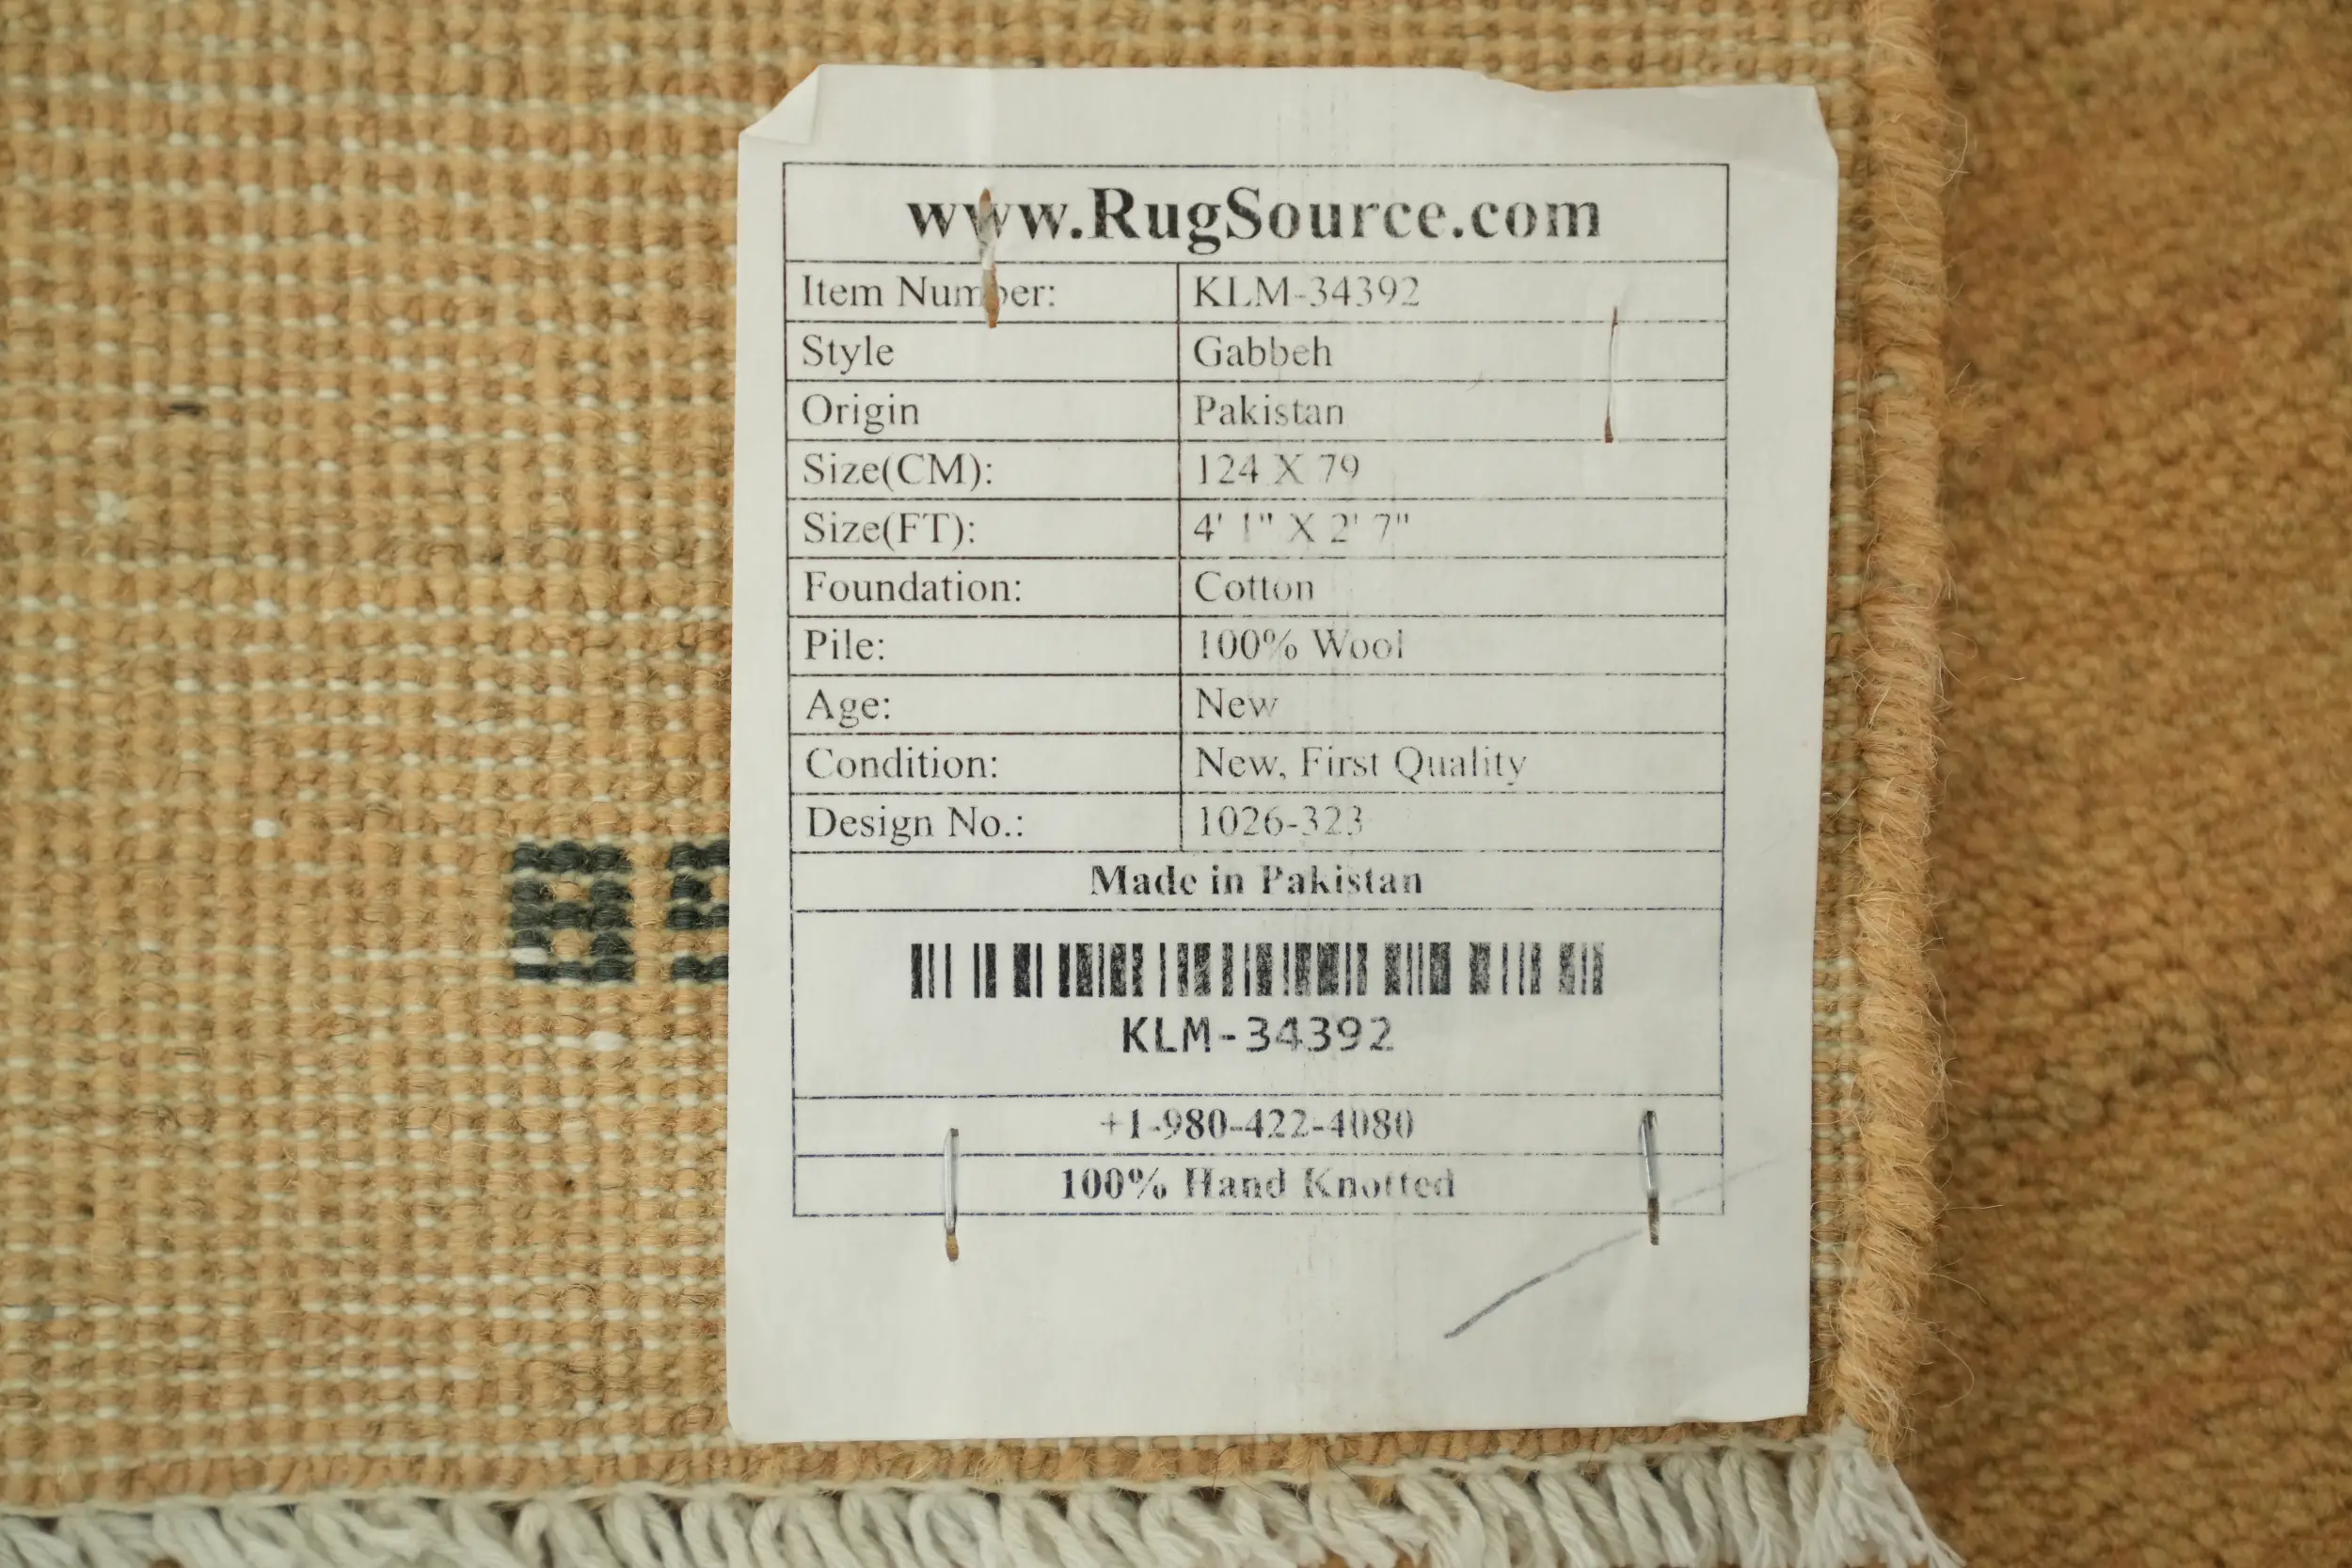 www.RugSource.com
Item Number: KLM-34392
Style Gabbeh
Origin Pakistan
Size(CM): 124 X 79
Size(FT): 4' 1" X 2' 7"
Foundation: Cotton
Pile: 100% Wool
Age: New
Condition: New, First Quality
Design No.: 1026-323
Made in Pakistan
KLM-34392
+1-980-422-4080
100% Hand Knotted